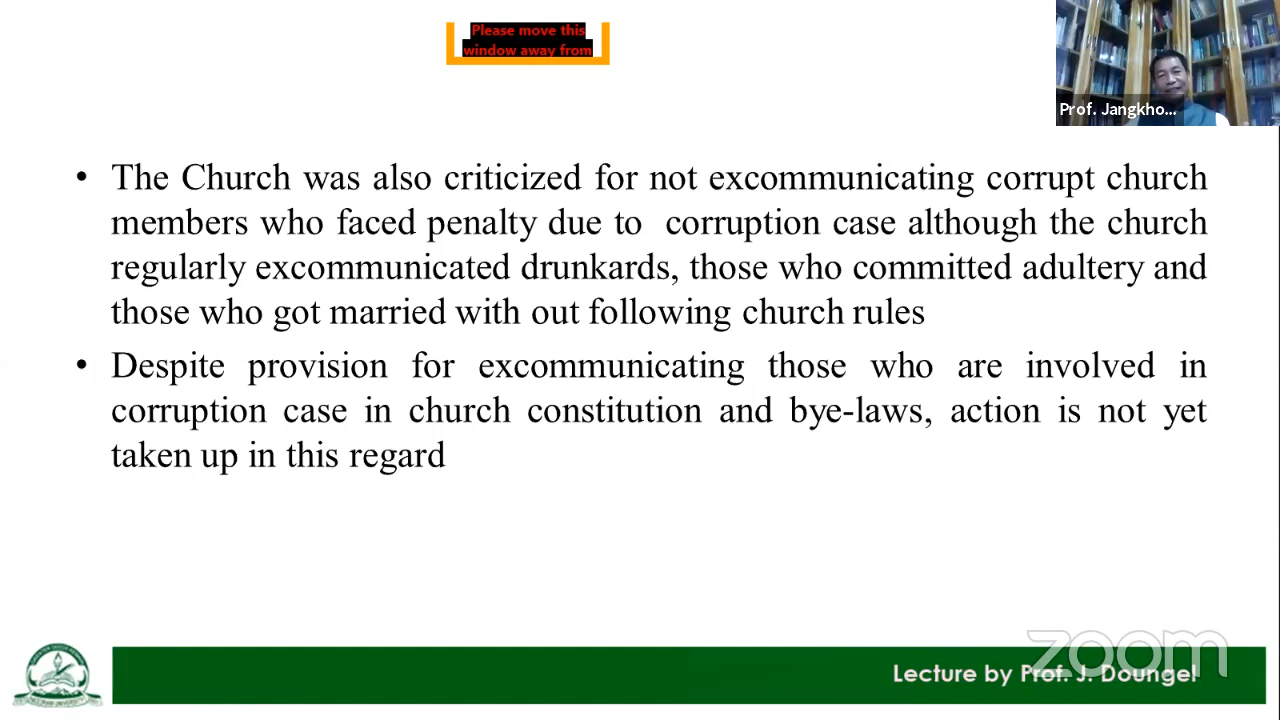 Please move this
window away from
Prof. Jangkho...
• The Church was also criticized for not excommunicating corrupt church
members who faced penalty due to corruption case although the church
regularly excommunicated drunkards, those who committed adultery and
those who got married with out following church rules
• Despite provision for excommunicating those who are involved in
corruption case in church constitution and bye-laws, action is not yet
taken up in this regard
zoom
Lecture by Prof. J. Doungel
MIZORAM UNIVERSITY